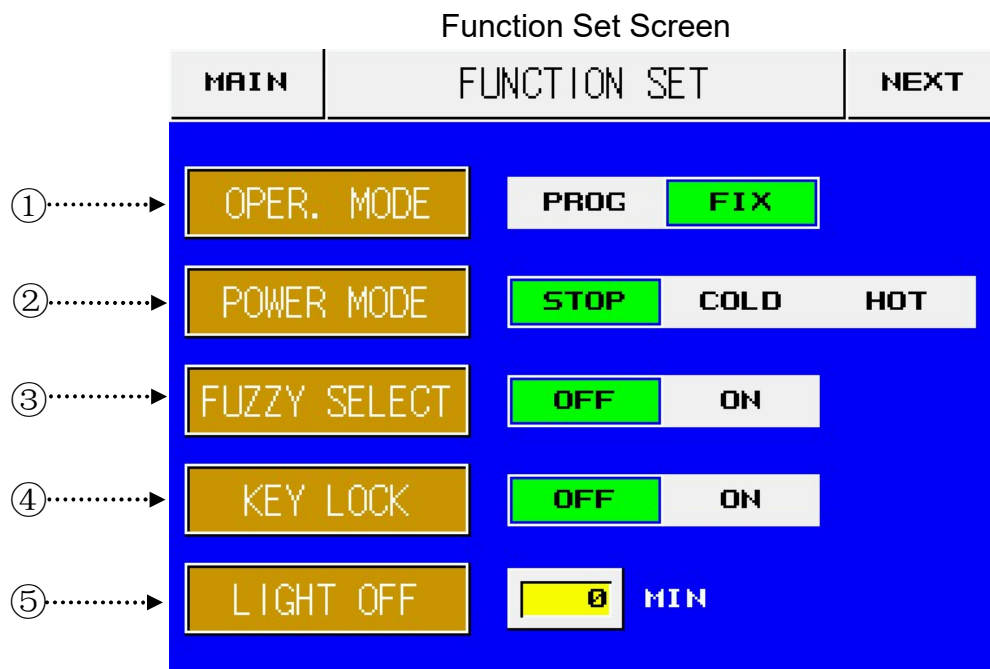 Function Set Screen
MAIN FUNCTION SET NEXT
① OPER. MODE PROG FIX
② POWER MODE STOP COLD HOT
③ FUZZY SELECT OFF ON
④ KEY LOCK OFF ON
⑤ LIGHT OFF 0 MIN